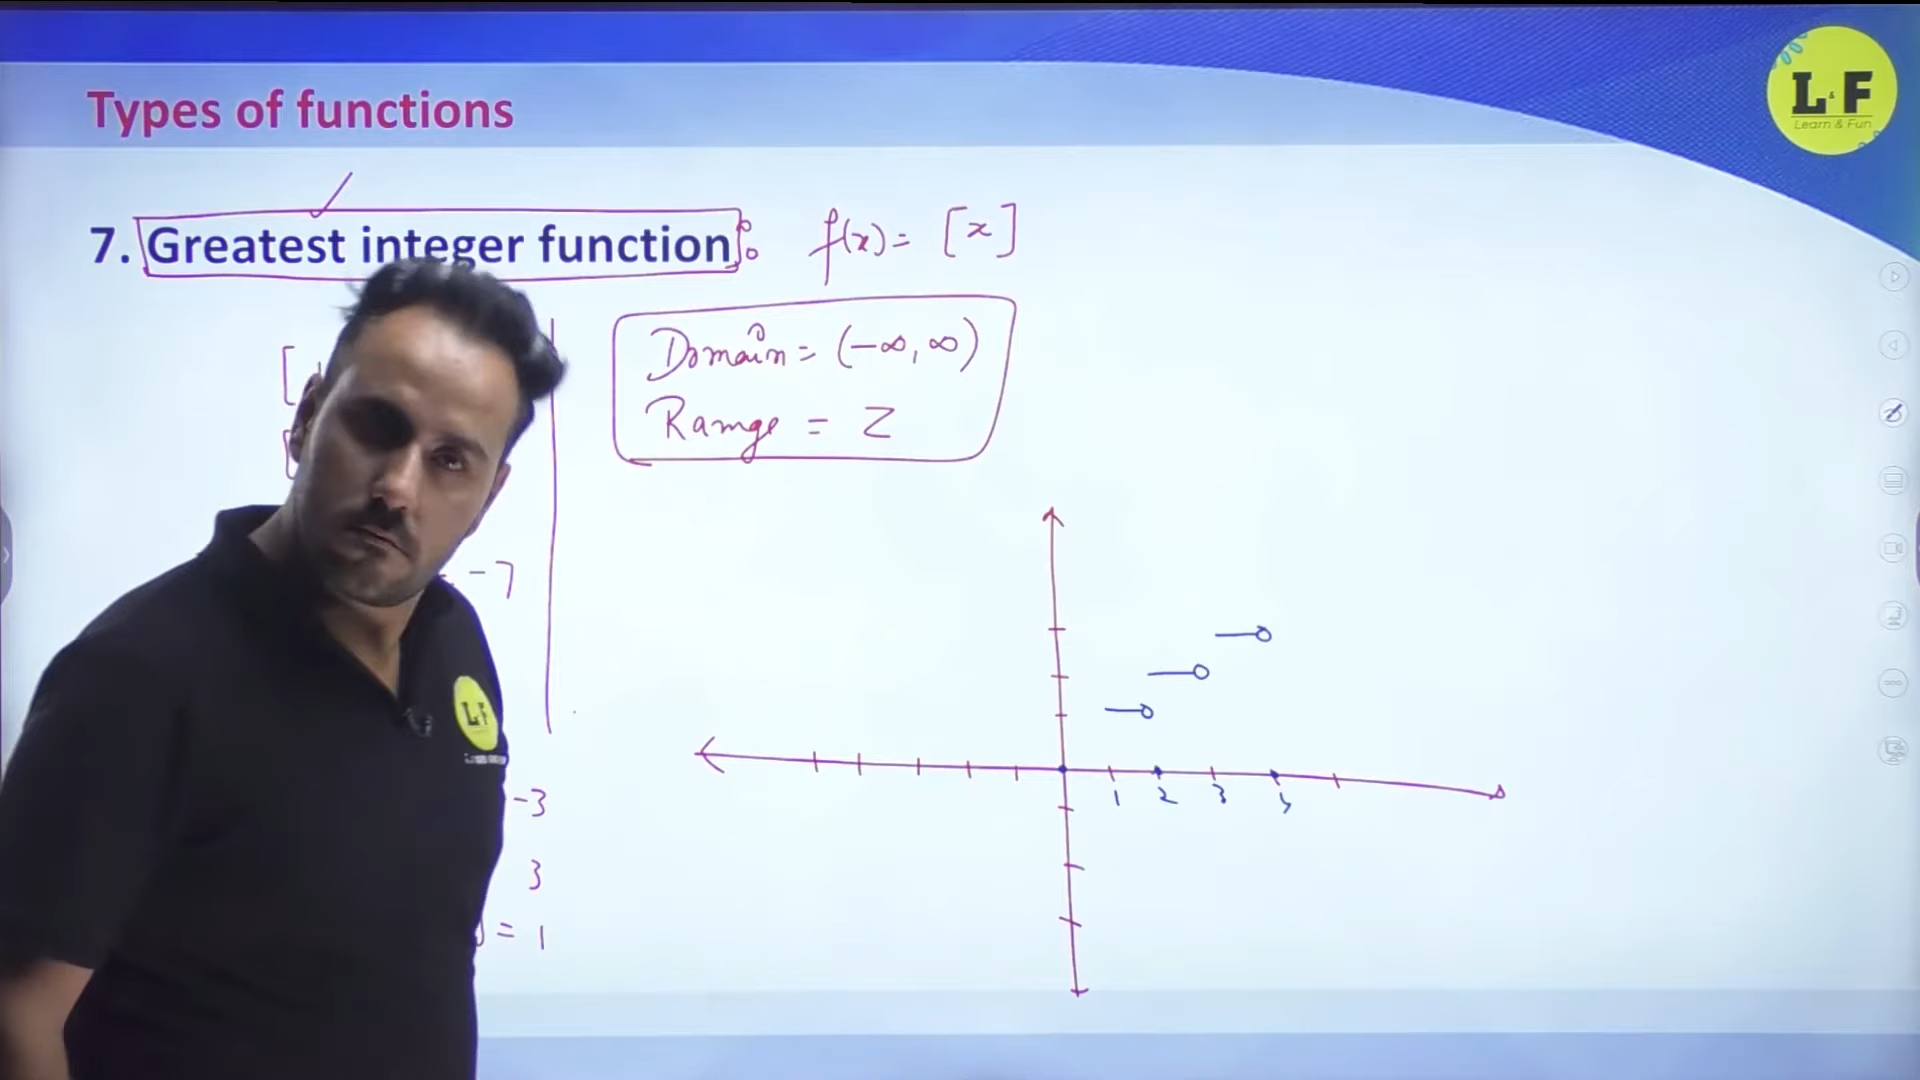 Types of functions
L&F
Learn & Fun
7. Greatest integer function: f(x) = [x]
Domain = (-∞, ∞)
Range = Z
= -7
-3
3
= 1
1 2 3 4
L&F